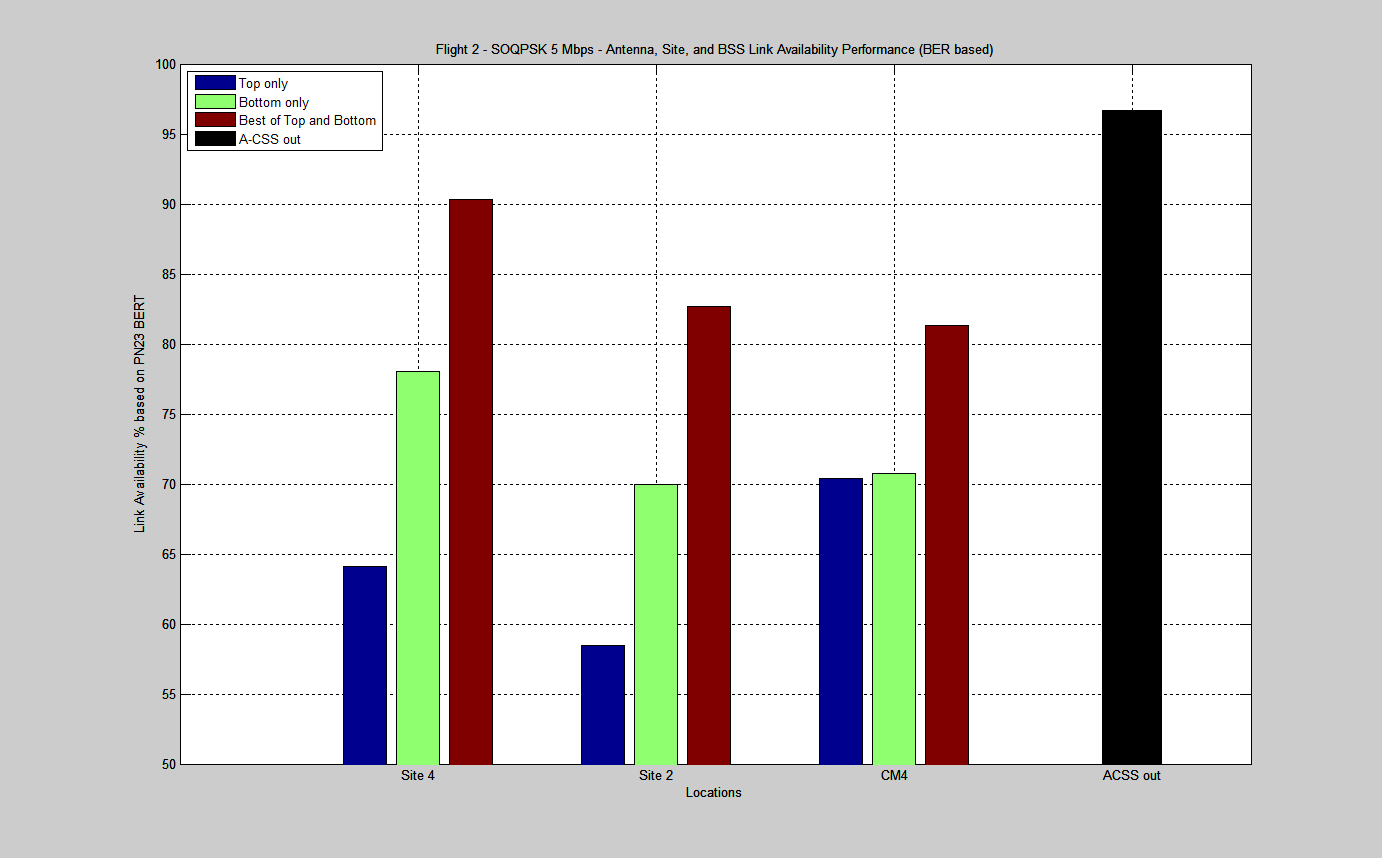 Flight 2 - SOQPSK 5 Mbps - Antenna, Site, and BSS Link Availability Performance (BER based)
100
95
90
85
80
75
70
65
60
55
50
Link Availability % based on PN23 BERT
Top only
Bottom only
Best of Top and Bottom
A-CSS out
Site 4 Site 2 CM4 ACSS out
Locations